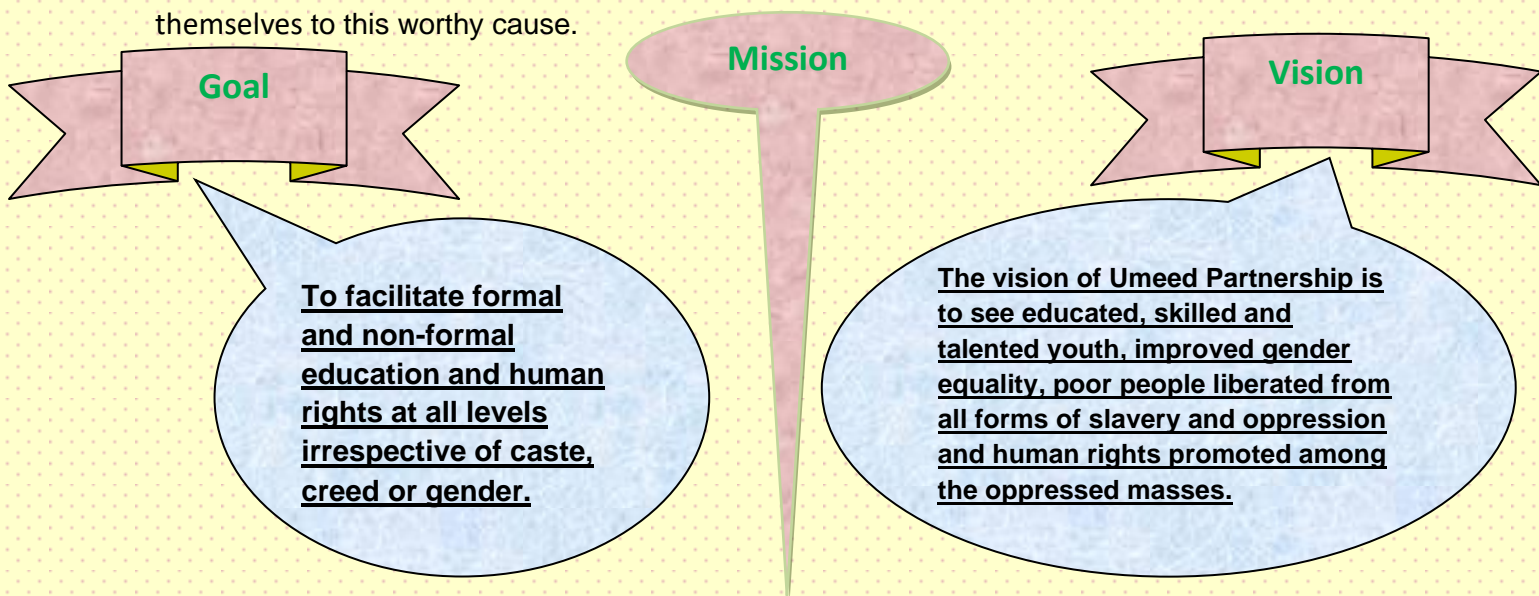 themselves to this worthy cause.
Goal
Mission
Vision
To facilitate formal
and non-formal
education and human
rights at all levels
irrespective of caste,
creed or gender.
The vision of Umeed Partnership is
to see educated, skilled and
talented youth, improved gender
equality, poor people liberated from
all forms of slavery and oppression
and human rights promoted among
the oppressed masses.